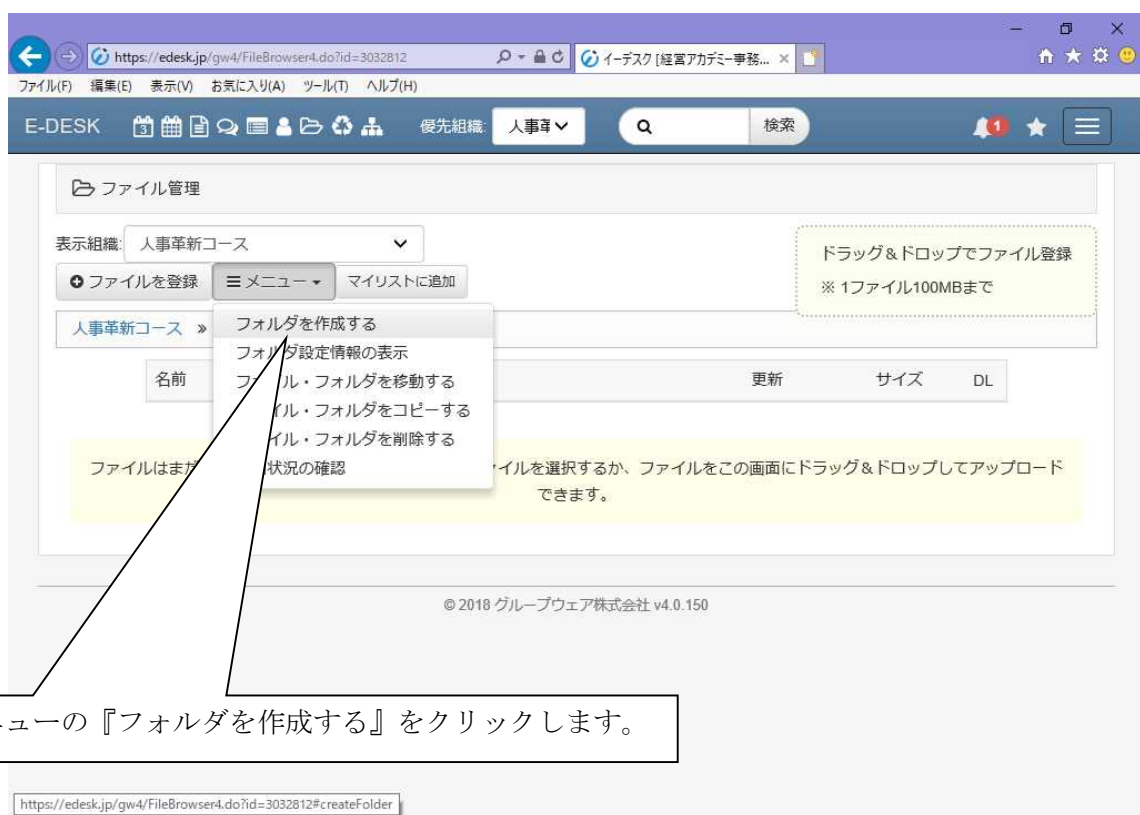 https://edesk.jp/gw4/FileBrowser4.do?id=3032812
イーデスク [経営アカデミー事務...
ファイル(F) 編集(E) 表示(V) お気に入り(A) ツール(T) ヘルプ(H)
E-DESK 優先組織: 人事革 検索 1
ファイル管理
表示組織: 人事革新コース
ドラッグ&ドロップでファイル登録
ファイルを登録 メニュー マイリストに追加
※ 1ファイル100MBまで
人事革新コース »
フォルダを作成する
フォルダ設定情報の表示
名前 更新 サイズ DL
ファイル・フォルダを移動する
イル・フォルダをコピーする
イル・フォルダを削除する
状況の確認
ファイルはまだ イルを選択するか、ファイルをこの画面にドラッグ&ドロップしてアップロード
できます。
© 2018 グループウェア株式会社 v4.0.150
ューの『フォルダを作成する』をクリックします。
https://edesk.jp/gw4/FileBrowser4.do?id=3032812#createFolder